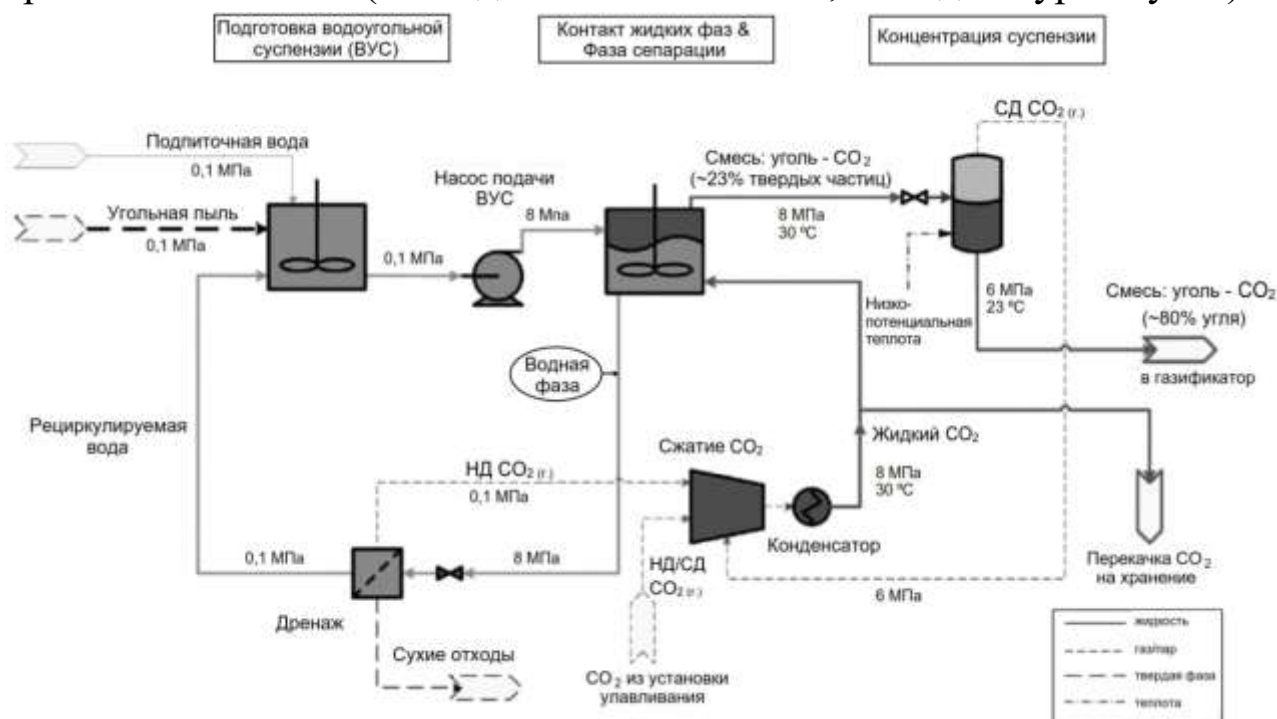 Подготовка водоугольной
суспензии (ВУС)
Контакт жидких фаз &
Фаза сепарации
Концентрация суспензии
СД CO2 (г.)
Подпиточная вода
0,1 МПа
Угольная пыль
0,1 МПа
Насос подачи
ВУС
8 Мпа
0,1 МПа
Смесь: уголь - CO2
(~23% твердых частиц)
8 МПа
30 ºC
Низко-
потенциальная
теплота
6 МПа
23 ºC
Смесь: уголь - CO2
(~80% угля)
в газификатор
Водная
фаза
Рециркулируемая
вода
НД CO2 (г.)
0,1 МПа
Сжатие CO2
Жидкий CO2
8 МПа
30 ºC
Конденсатор
0,1 МПа
8 МПа
НД/СД
CO2 (г.)
6 МПа
Перекачка CO2
на хранение
Дренаж
Сухие отходы
CO2 из установки
улавливания
жидкость
газ/пар
твердая фаза
теплота